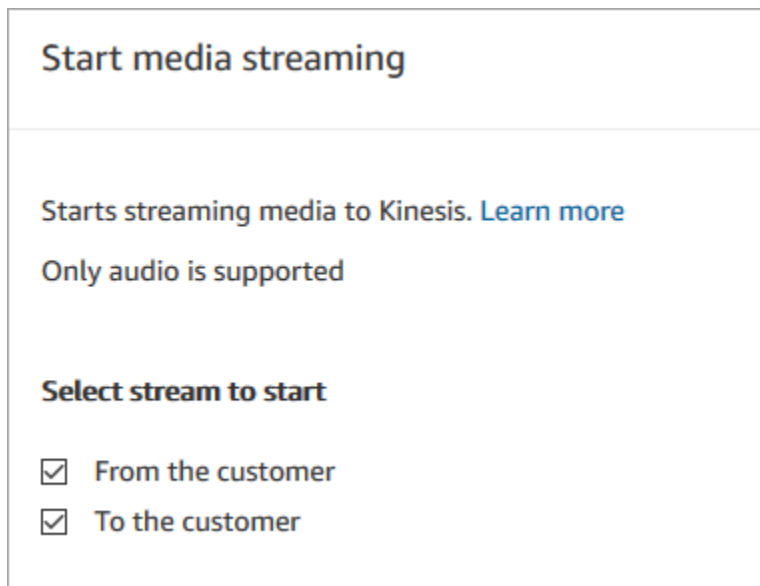 Start media streaming
Starts streaming media to Kinesis. Learn more
Only audio is supported
Select stream to start
From the customer
To the customer